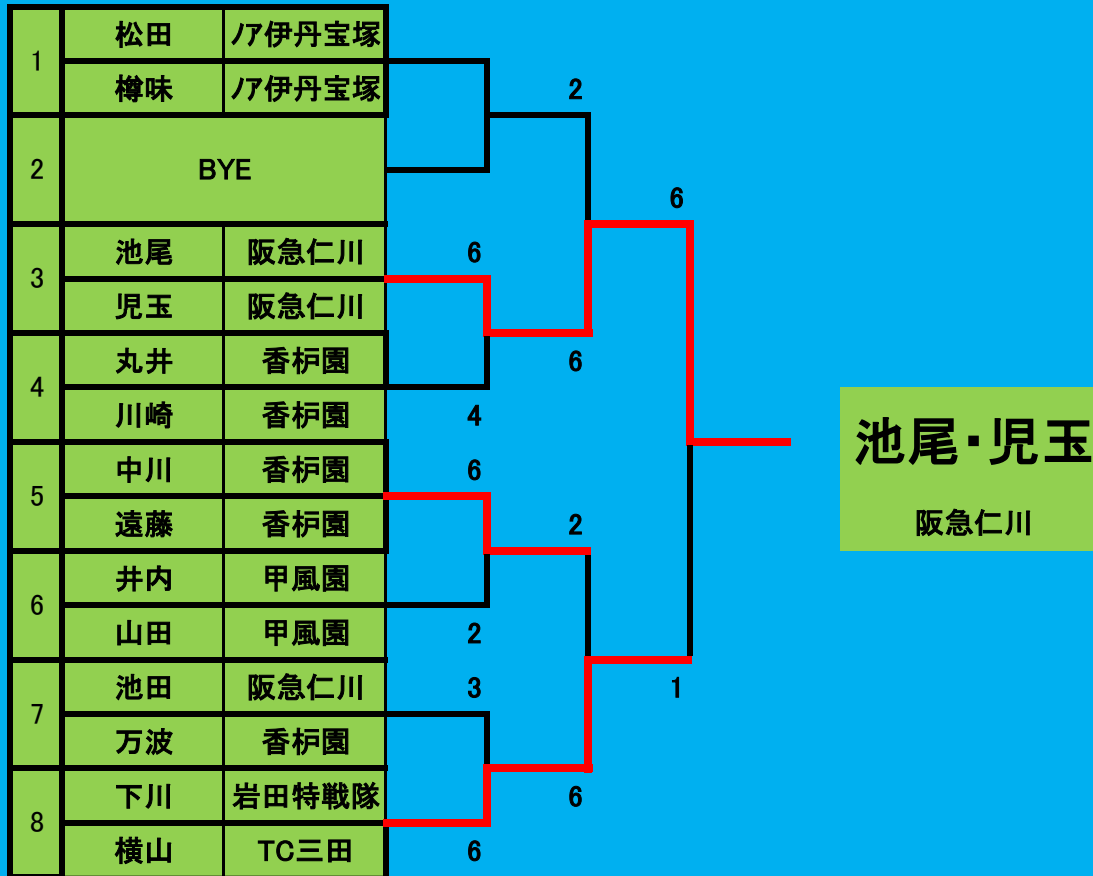 1
松田 ノア伊丹宝塚
樽味 ノア伊丹宝塚
2
2
BYE
6
池尾 阪急仁川
6
3
児玉 阪急仁川
丸井 香枦園
6
4
川崎 香枦園
4
池尾・児玉
中川 香枦園
6
5
遠藤 香枦園
2
阪急仁川
井内 甲風園
6
山田 甲風園
2
池田 阪急仁川
3
1
7
万波 香枦園
下川 岩田特戦隊
6
8
横山 TC三田
6